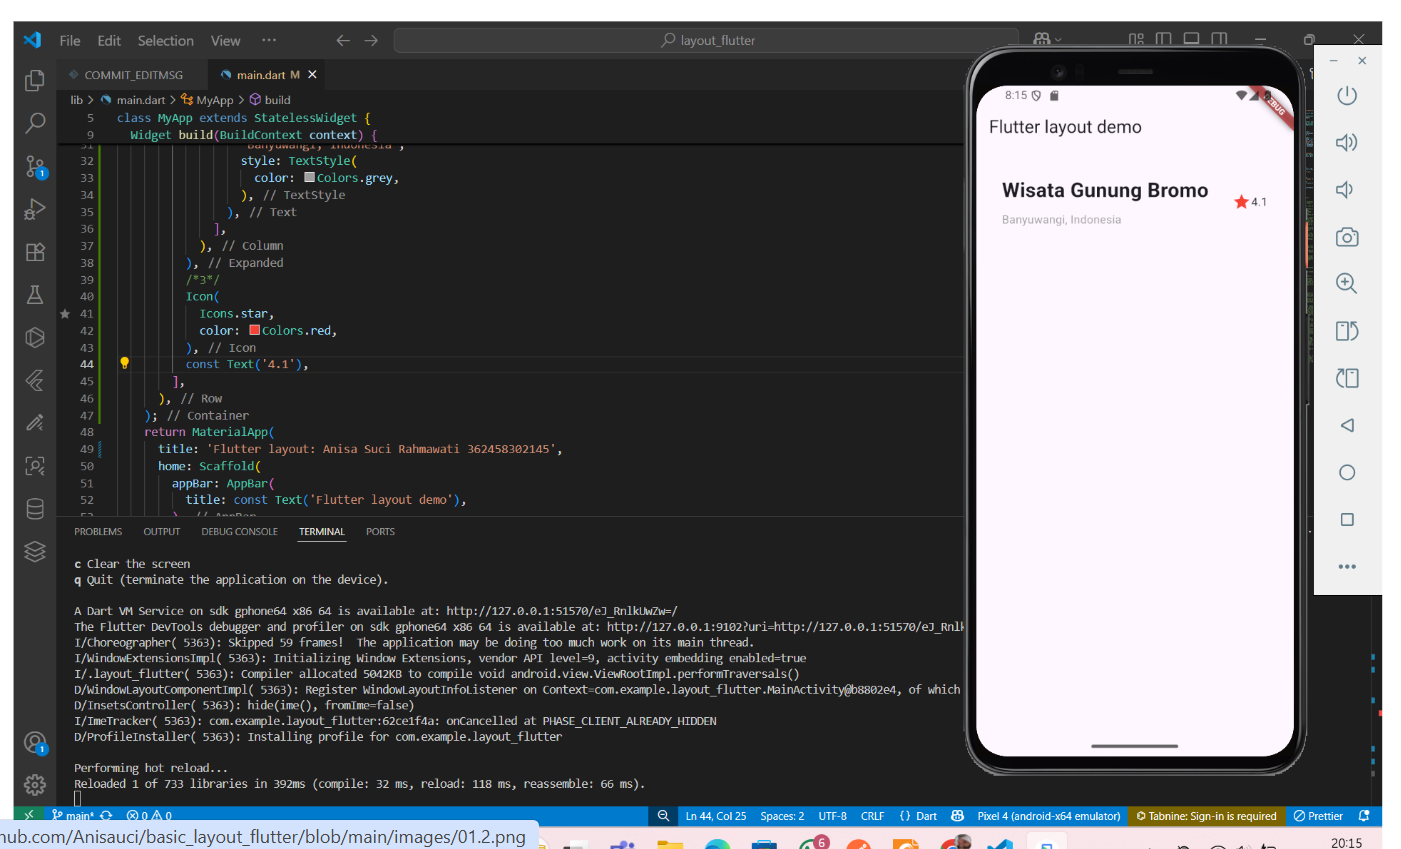 File Edit Selection View ···
layout_flutter
COMMIT_EDITMSG
main.dart M
lib > main.dart > MyApp > build
5 class MyApp extends StatelessWidget {
9 Widget build(BuildContext context) {
31 'Banyuwangi, Indonesia',
32 style: TextStyle(
33 color: Colors.grey,
34 ), // TextStyle
35 ), // Text
36 ],
37 ), // Column
38 ), // Expanded
39 /*3*/
40 Icon(
41 Icons.star,
42 color: Colors.red,
43 ), // Icon
44 const Text('4.1'),
45 ],
46 ), // Row
47 ); // Container
48 return MaterialApp(
49 title: 'Flutter layout: Anisa Suci Rahmawati 362458302145',
50 home: Scaffold(
51 appBar: AppBar(
52 title: const Text('Flutter layout demo'),
53 ), // AppBar
PROBLEMS OUTPUT DEBUG CONSOLE TERMINAL PORTS
c Clear the screen
q Quit (terminate the application on the device).
A Dart VM Service on sdk gphone64 x86 64 is available at: http://127.0.0.1:51570/eJ_RnlkUwZw=/
The Flutter DevTools debugger and profiler on sdk gphone64 x86 64 is available at: http://127.0.0.1:9102?uri=http://127.0.0.1:51570/eJ_Rnlk
I/Choreographer( 5363): Skipped 59 frames!  The application may be doing too much work on its main thread.
I/WindowExtensionsImpl( 5363): Initializing Window Extensions, vendor API level=9, activity embedding enabled=true
I/.layout_flutter( 5363): Compiler allocated 5042KB to compile void android.view.ViewRootImpl.performTraversals()
D/WindowLayoutComponentImpl( 5363): Register WindowLayoutInfoListener on Context=com.example.layout_flutter.MainActivity@b8802e4, of which
D/InsetsController( 5363): hide(ime(), fromIme=false)
I/ImeTracker( 5363): com.example.layout_flutter:62ce1f4a: onCancelled at PHASE_CLIENT_ALREADY_HIDDEN
D/ProfileInstaller( 5363): Installing profile for com.example.layout_flutter
Performing hot reload...
Reloaded 1 of 733 libraries in 392ms (compile: 32 ms, reload: 118 ms, reassemble: 66 ms).
8:15
Flutter layout demo
Wisata Gunung Bromo
4.1
Banyuwangi, Indonesia
1
1
main* 0 0
Ln 44, Col 25 Spaces: 2 UTF-8 CRLF {} Dart Pixel 4 (android-x64 emulator) Tabnine: Sign-in is required Prettier
hub.com/Anisauci/basic_layout_flutter/blob/main/images/01.2.png
6
20:15